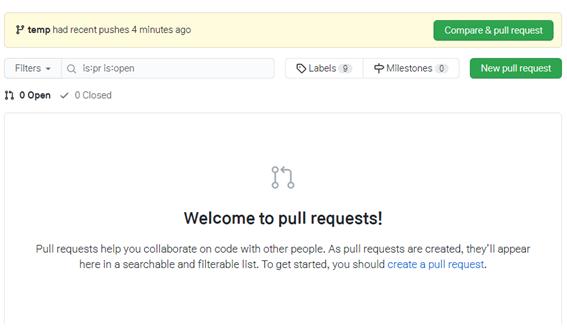 temp had recent pushes 4 minutes ago
Compare & pull request
Filters
is:pr is:open
Labels 9
Milestones 0
New pull request
0 Open
0 Closed
Welcome to pull requests!
Pull requests help you collaborate on code with other people. As pull requests are created, they'll appear
here in a searchable and filterable list. To get started, you should create a pull request.